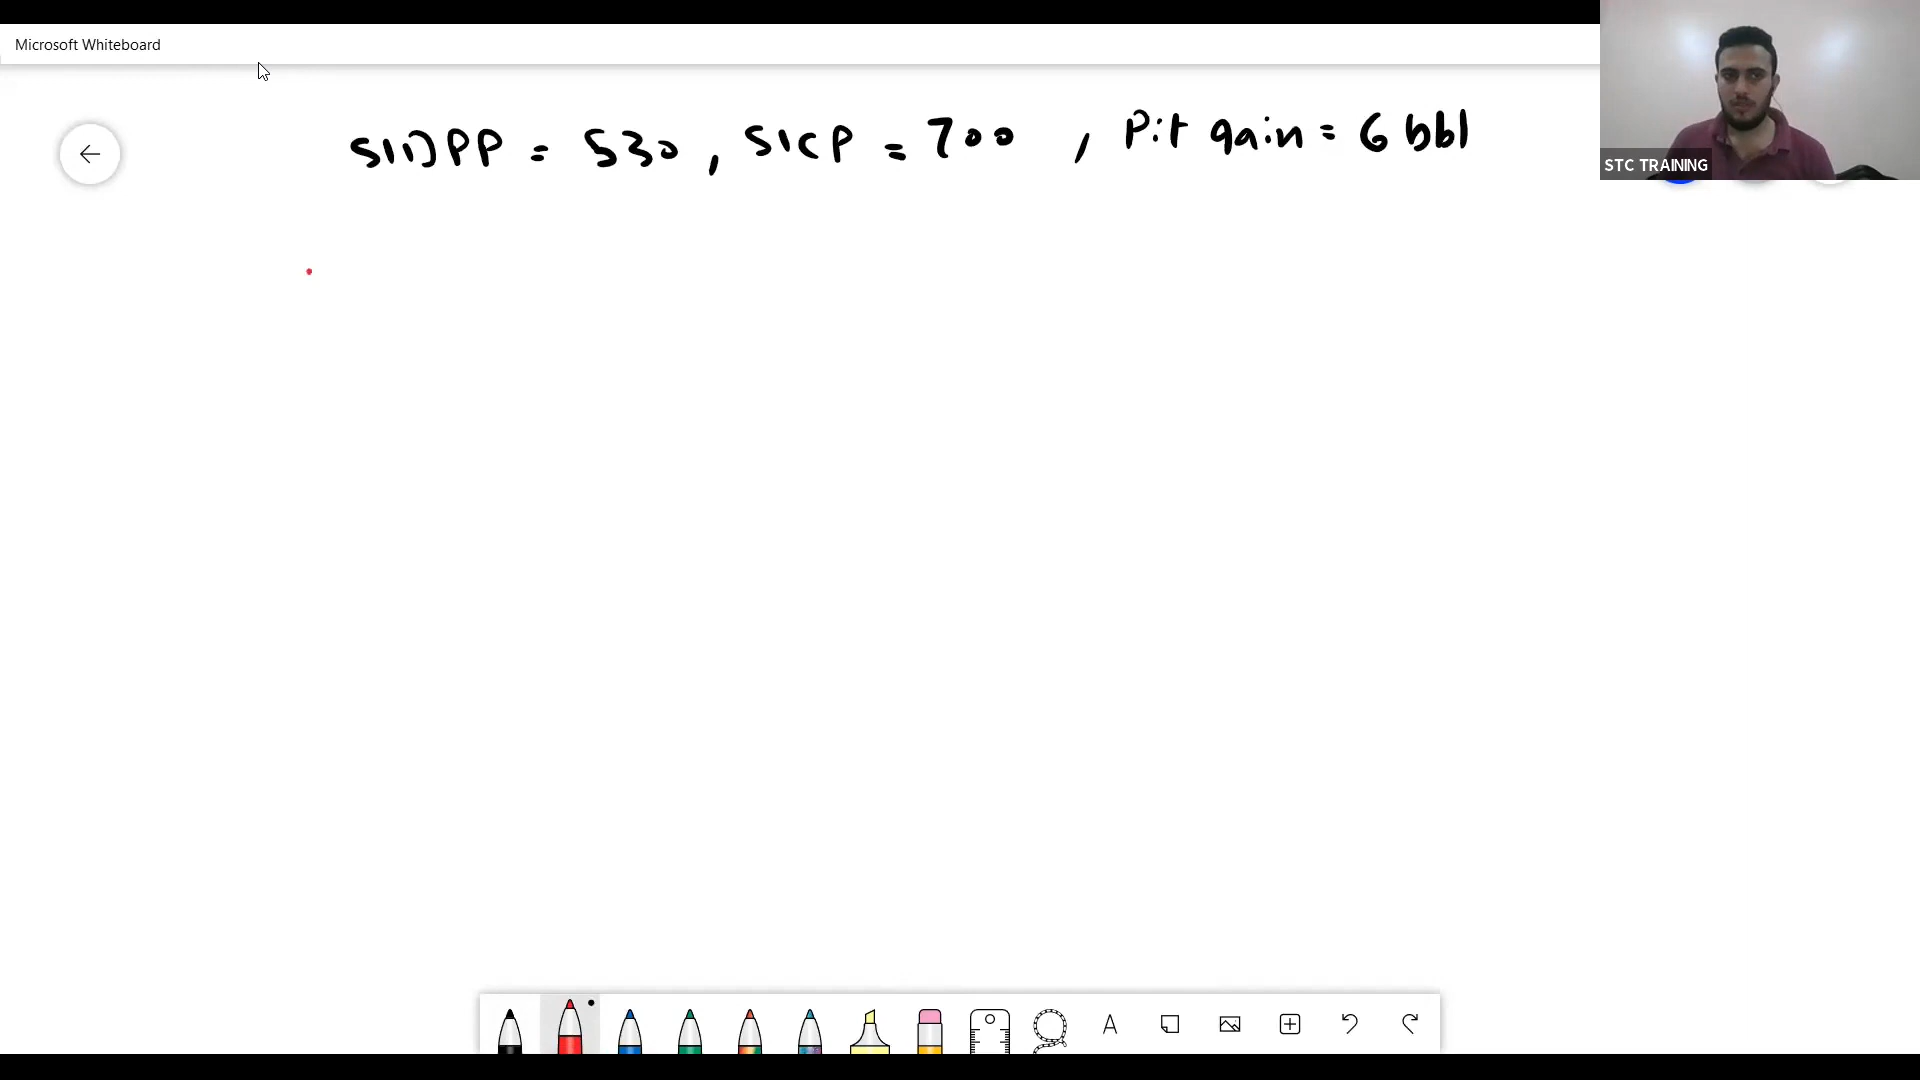 Microsoft Whiteboard
SIDPP = 530 , SICP = 700 , Pit gain = 6 bbl
STC TRAINING